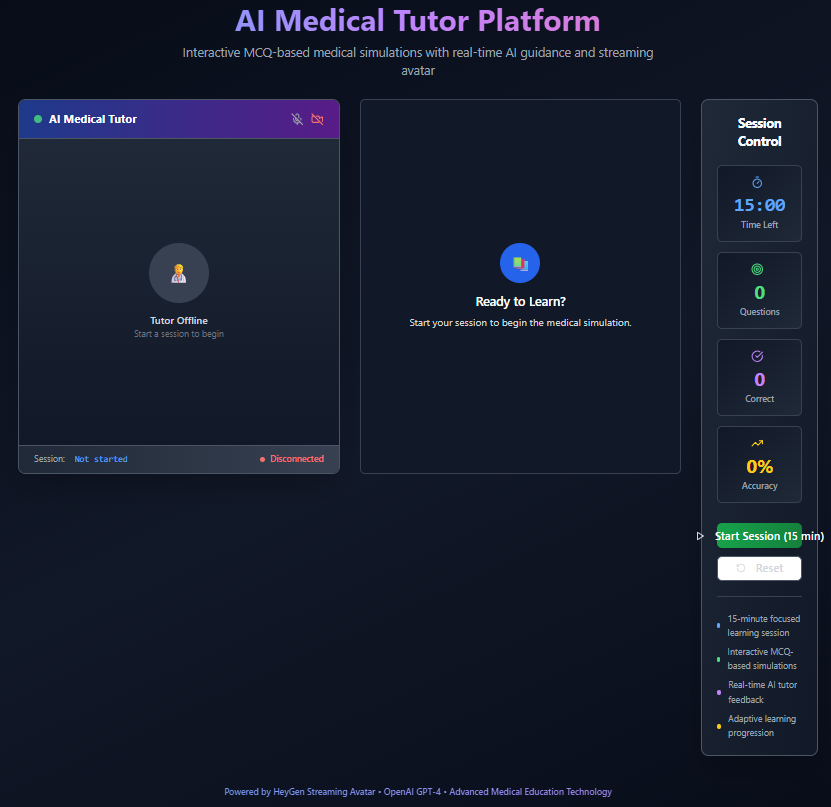 AI Medical Tutor Platform
Interactive MCQ-based medical simulations with real-time AI guidance and streaming
avatar
AI Medical Tutor
Tutor Offline
Start a session to begin
Session: Not started
Disconnected
Ready to Learn?
Start your session to begin the medical simulation.
Session
Control
15:00
Time Left
0
Questions
0
Correct
0%
Accuracy
Start Session (15 min)
Reset
15-minute focused
learning session
Interactive MCQ-
based simulations
Real-time AI tutor
feedback
Adaptive learning
progression
Powered by HeyGen Streaming Avatar • OpenAI GPT-4 • Advanced Medical Education Technology